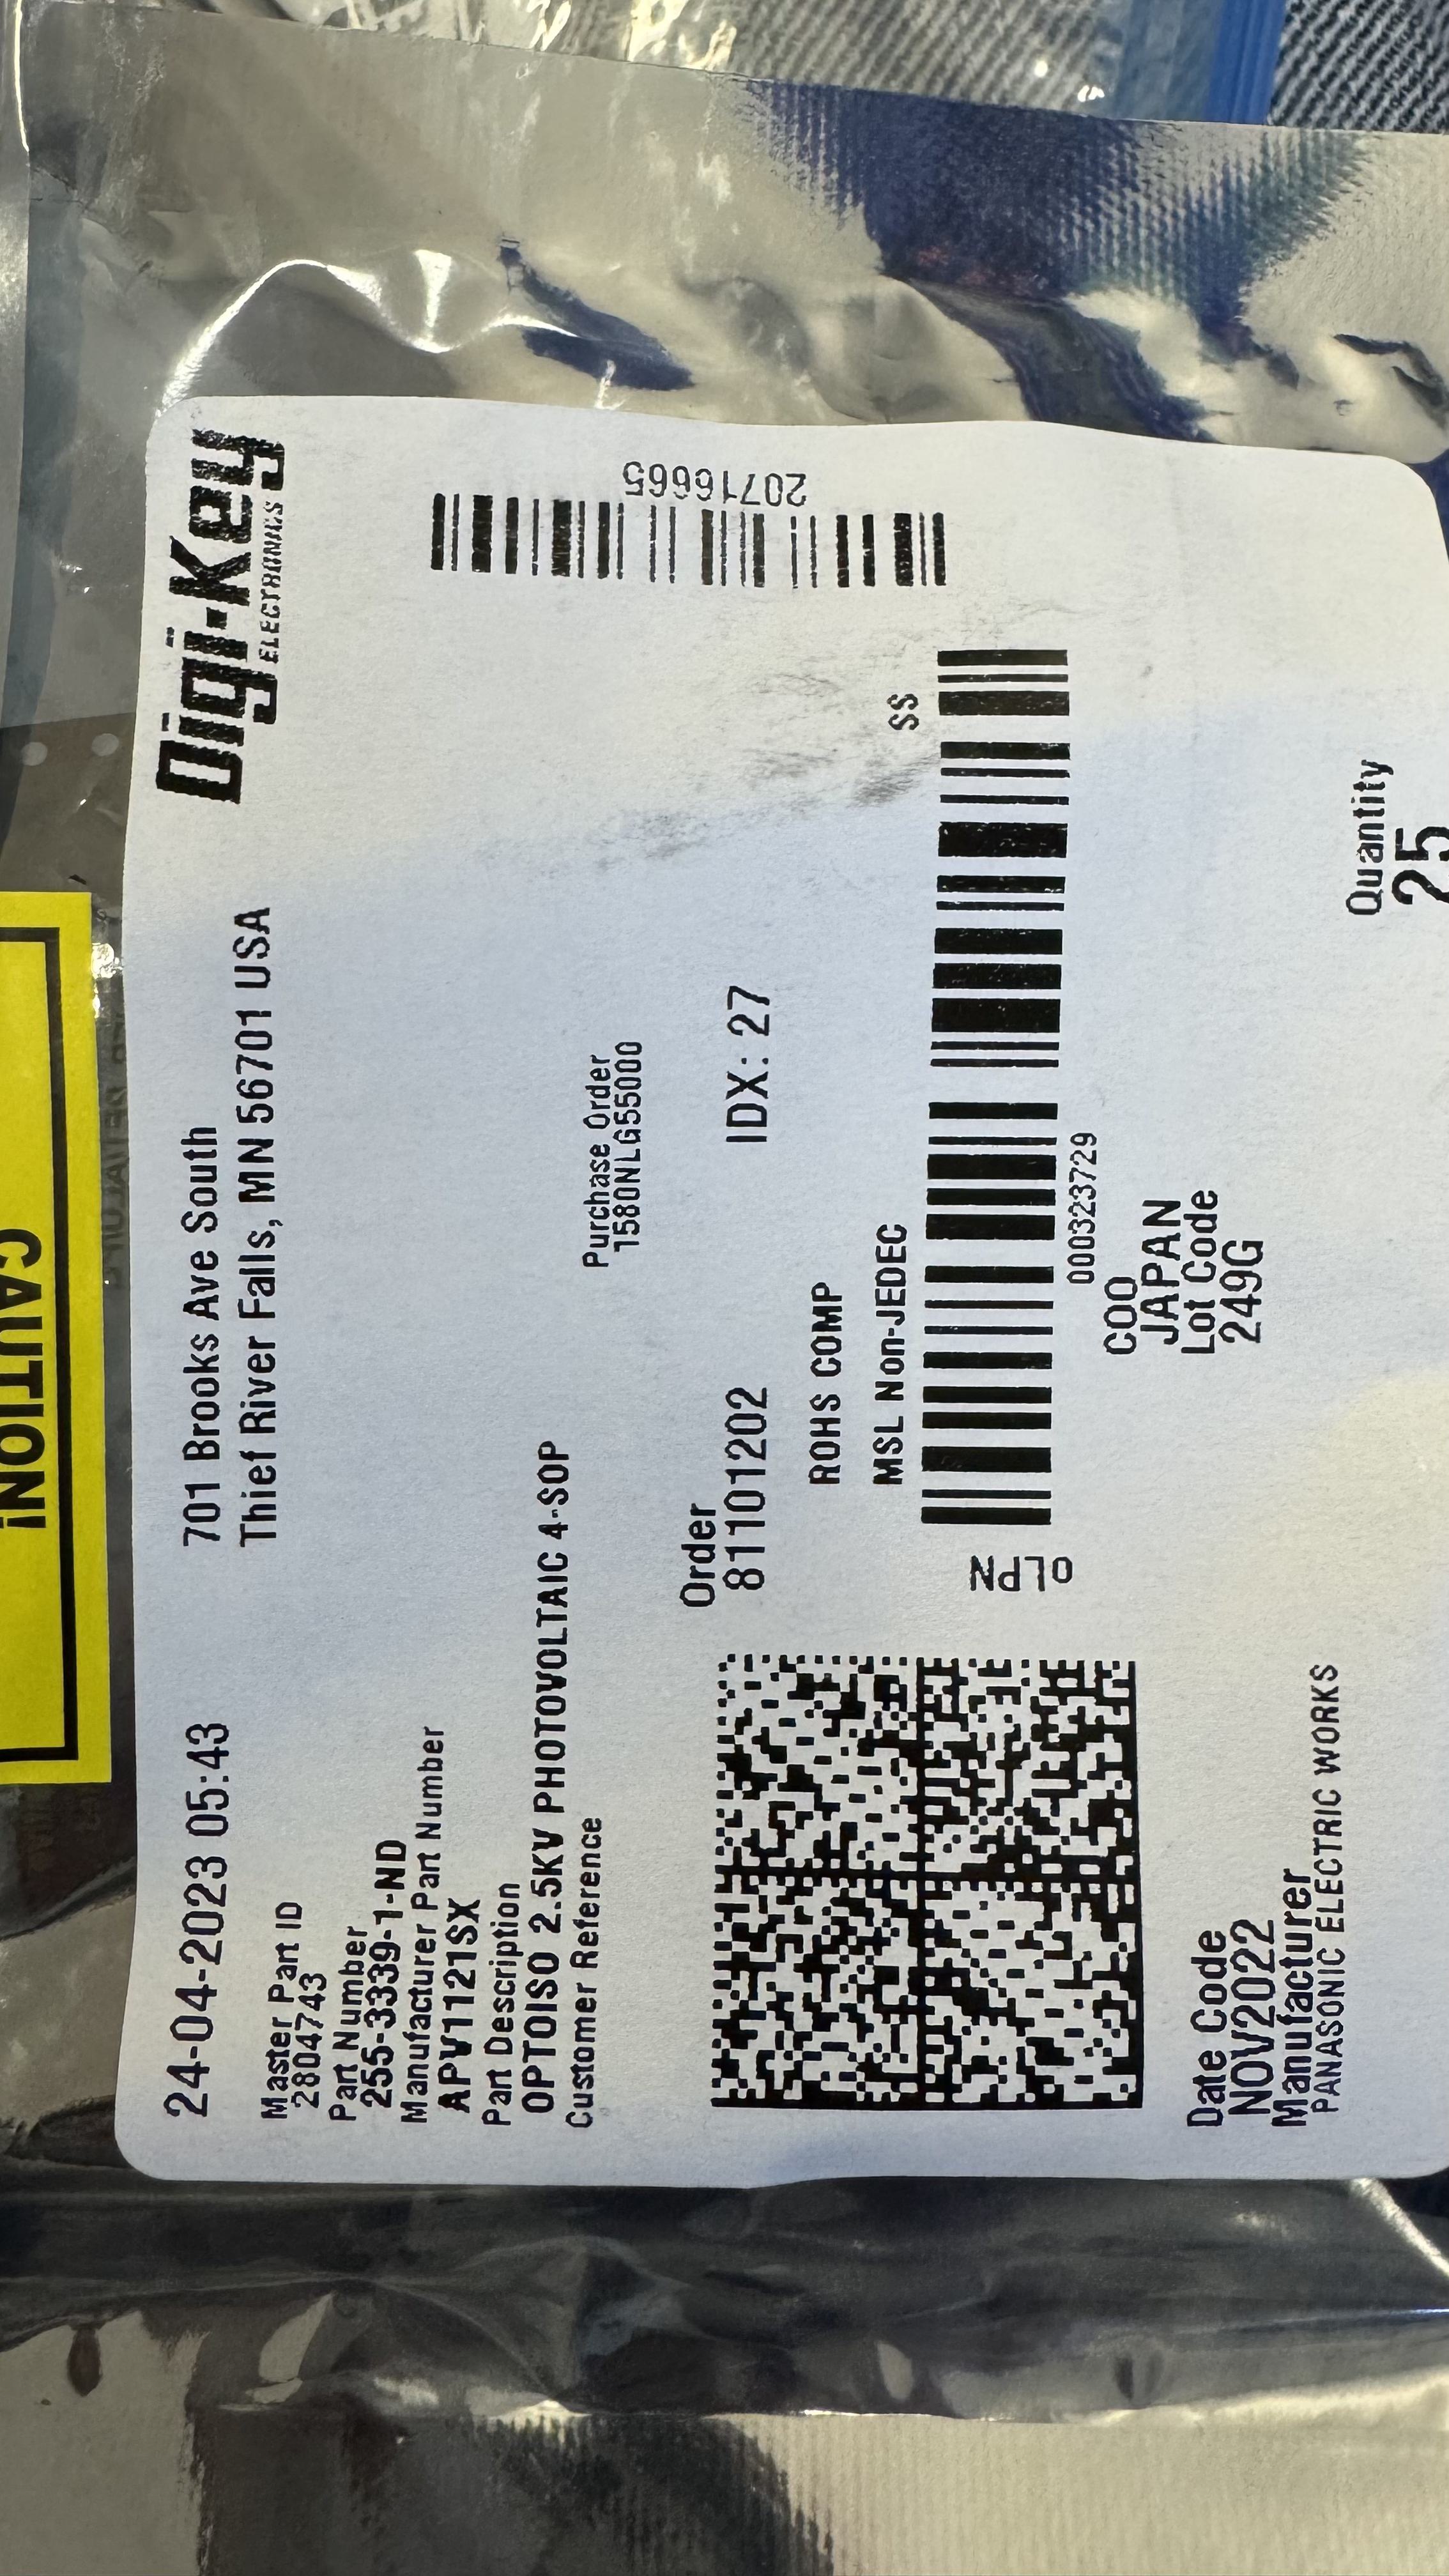 CAUTION!
Digi-Key
ELECTRONICS
701 Brooks Ave South
Thief River Falls, MN 56701 USA
24-04-2023 05:43
Master Part ID
2804743
Part Number
255-3339-1-ND
Manufacturer Part Number
APV1121SX
Part Description
OPTOISO 2.5KV PHOTOVOLTAIC 4-SOP
Customer Reference
Purchase Order
1580NLG55000
20716665
Order
81101202
IDX: 27
ROHS COMP
MSL Non-JEDEC
SS
OLPN
000323729
COO
JAPAN
Lot Code
249G
Date Code
NOV2022
Manufacturer
PANASONIC ELECTRIC WORKS
Quantity
25